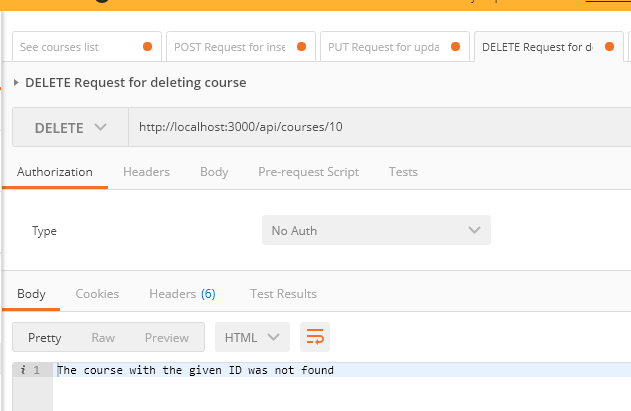 See courses list
POST Request for inse
PUT Request for upda
DELETE Request for d
DELETE Request for deleting course
DELETE
http://localhost:3000/api/courses/10
Authorization
Headers
Body
Pre-request Script
Tests
Type
No Auth
Body
Cookies
Headers (6)
Test Results
Pretty
Raw
Preview
HTML
i 1 The course with the given ID was not found